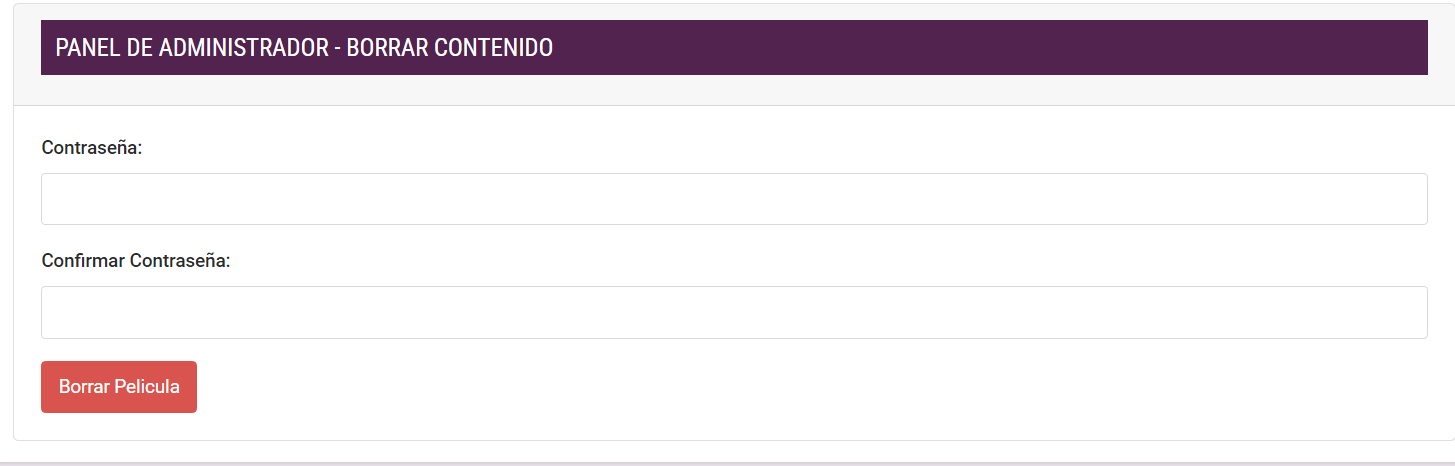 PANEL DE ADMINISTRADOR - BORRAR CONTENIDO
Contraseña:
Confirmar Contraseña:
Borrar Pelicula